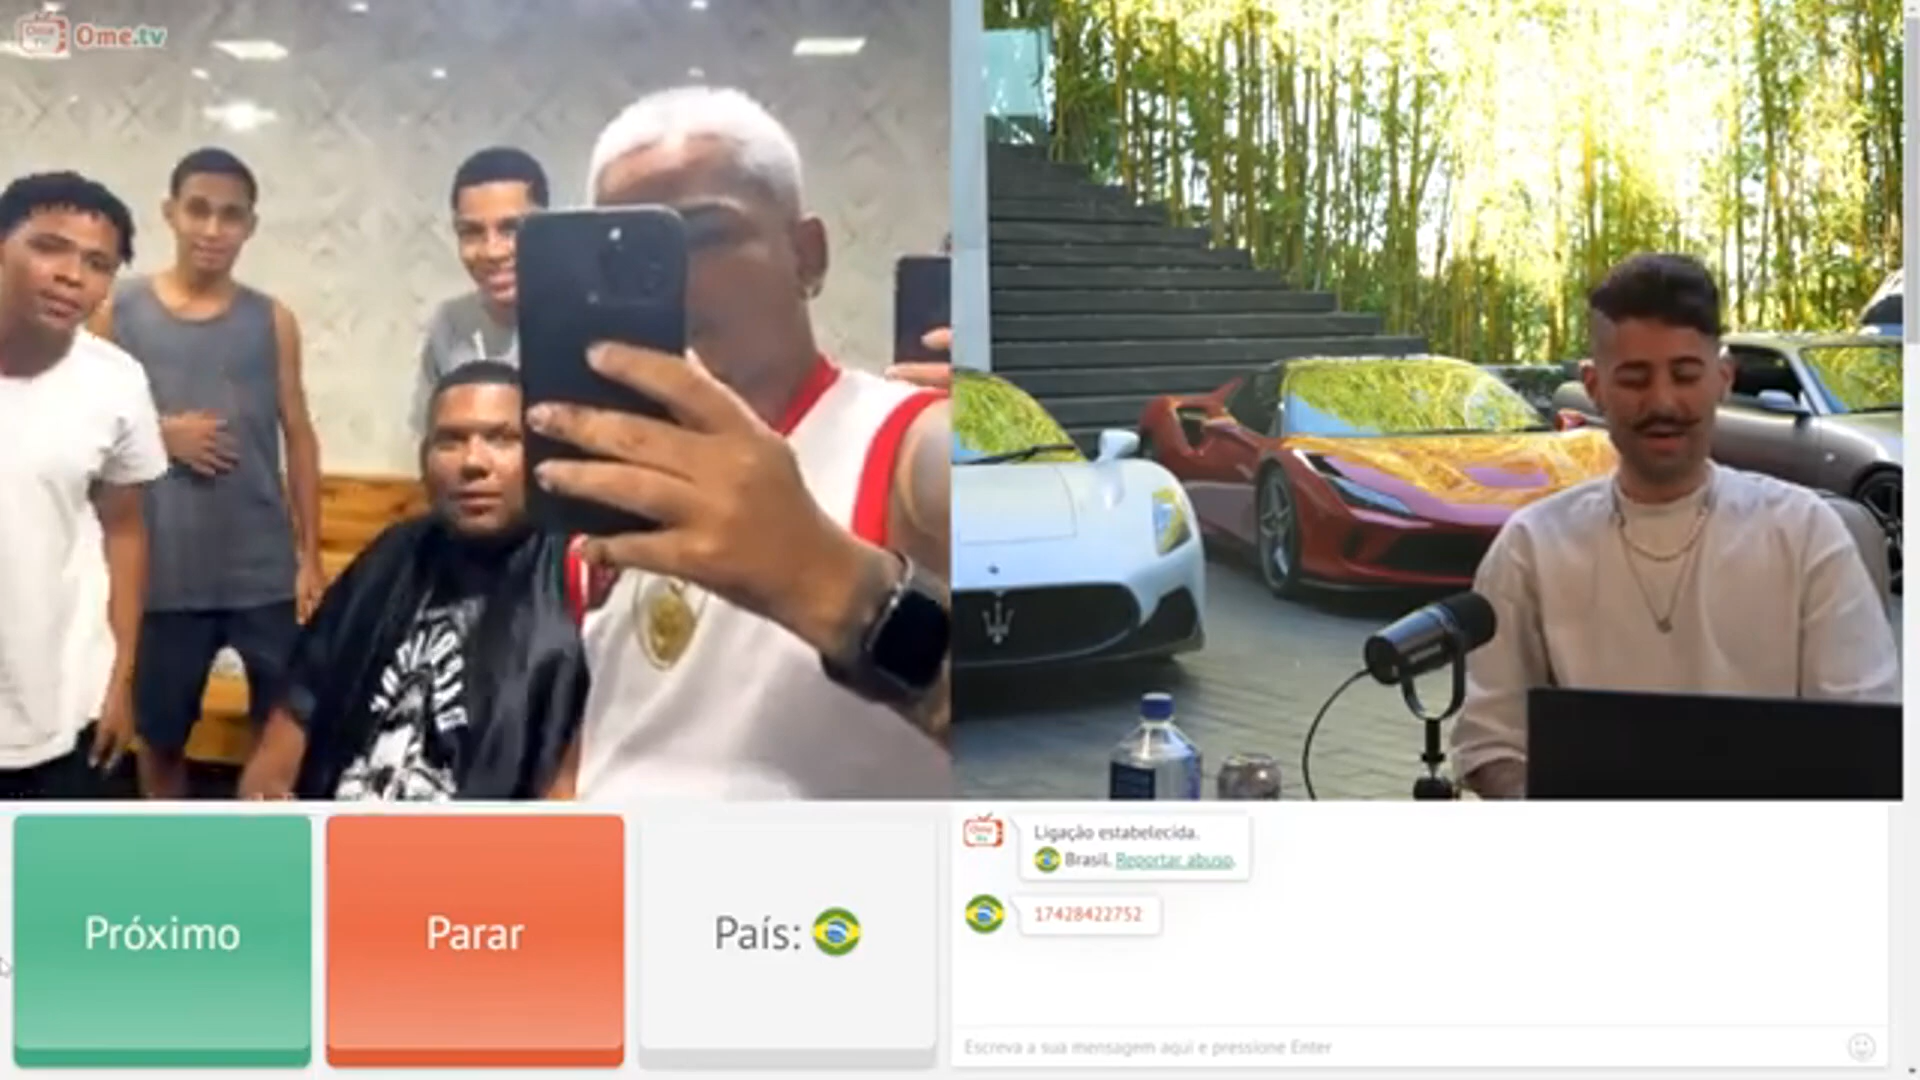 Ome.tv
Próximo
Parar
País:
Ligação estabelecida.
Brasil. Reportar abuso.
17428422752
Escreva a sua mensagem aqui e pressione Enter